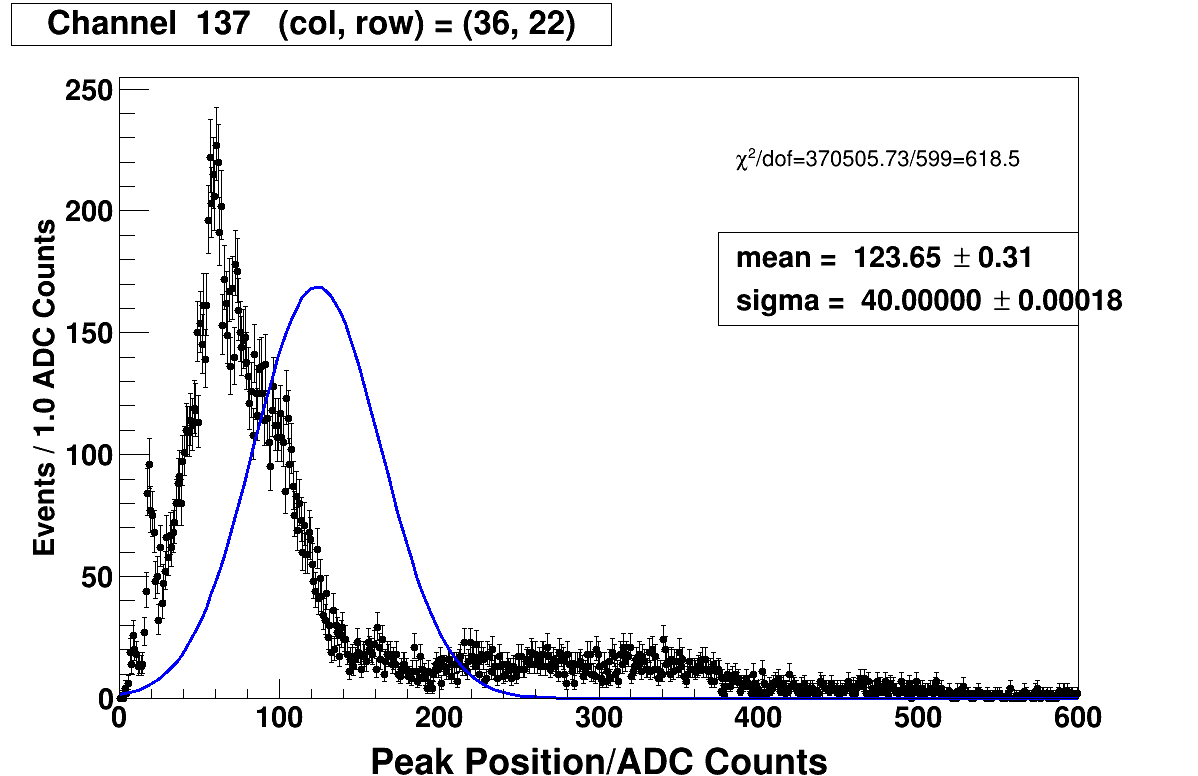 Channel 137 (col, row) = (36, 22)
250
200
150
100
50
0
Events / 1.0 ADC Counts
χ²/dof=370505.73/599=618.5
mean = 123.65 ± 0.31
sigma = 40.00000 ± 0.00018
0 100 200 300 400 500 600
Peak Position/ADC Counts